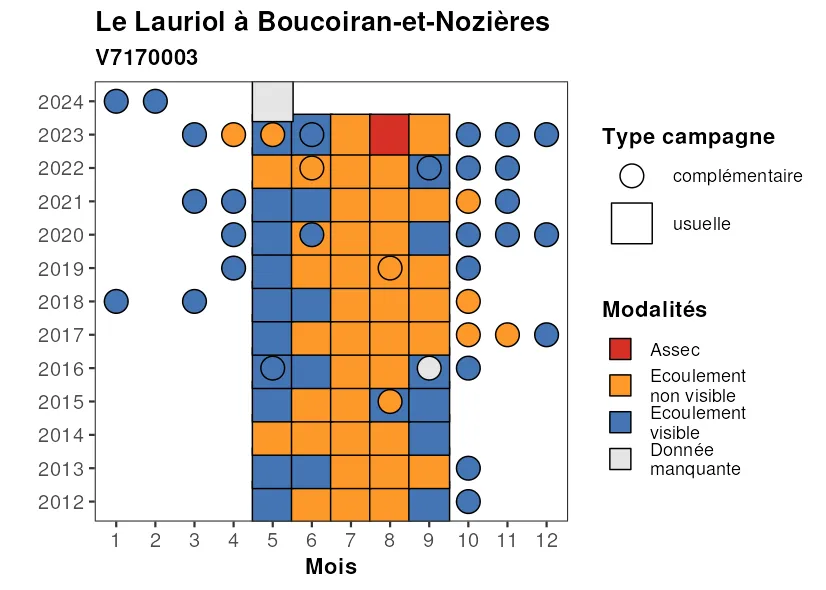 Le Lauriol à Boucoiran-et-Nozières
V7170003
2024
2023
2022
2021
2020
2019
2018
2017
2016
2015
2014
2013
2012
1 2 3 4 5 6 7 8 9 10 11 12
Mois
Type campagne
complémentaire
usuelle
Modalités
Assec
Ecoulement
non visible
Ecoulement
visible
Donnée
manquante